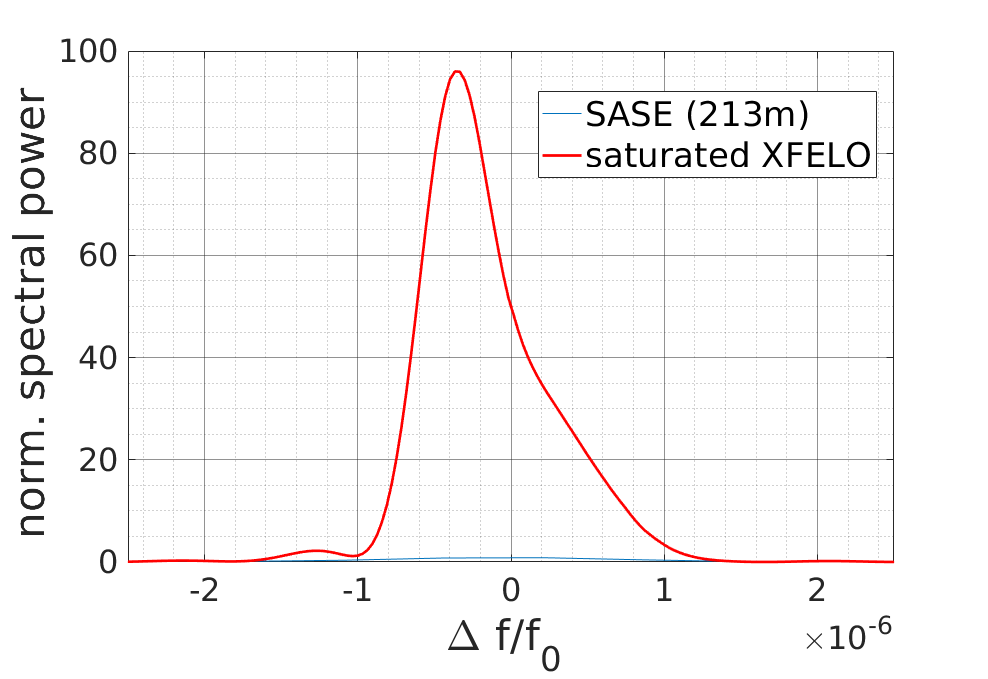 100
80
60
40
20
0
norm. spectral power
SASE (213m)
saturated XFELO
-2 -1 0 1 2
Δ f/f₀
×10⁻⁶